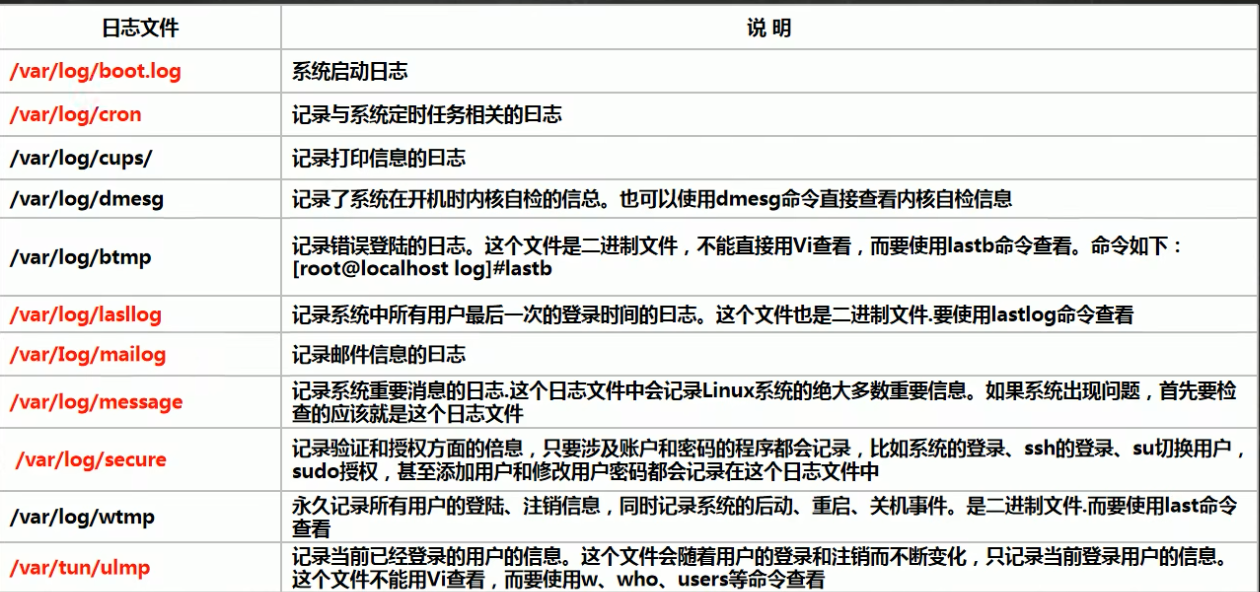 日志文件
说 明
/var/log/boot.log
系统启动日志
/var/log/cron
记录与系统定时任务相关的曰志
/var/log/cups/
记录打印信息的曰志
/var/log/dmesg
记录了系统在开机时内核自检的信总。也可以使用dmesg命令直接查看内核自检信息
/var/log/btmp
记录错误登陆的日志。这个文件是二进制文件，不能直接用Vi查看，而要使用lastb命令查看。命令如下：
[root@localhost log]#lastb
/var/log/lasllog
记录系统中所有用户最后一次的登录时间的曰志。这个文件也是二进制文件.要使用lastlog命令查看
/var/Iog/mailog
记录邮件信息的曰志
/var/log/message
记录系统重要消息的日志.这个日志文件中会记录Linux系统的绝大多数重要信息。如果系统出现问题，首先要检
查的应该就是这个日志文件
/var/log/secure
记录验证和授权方面的倍息，只要涉及账户和密码的程序都会记录，比如系统的登录、ssh的登录、su切换用户，
sudo授权，甚至添加用户和修改用户密码都会记录在这个日志文件中
/var/log/wtmp
永久记录所有用户的登陆、注销信息，同时记录系统的后动、重启、关机事件。是二进制文件.而要使用last命令
查看
/var/tun/ulmp
记录当前已经登录的用户的信息。这个文件会随着用户的登录和注销而不断变化，只记录当前登录用户的信息。
这个文件不能用Vi查看，而要使用w、who、users等命令查看